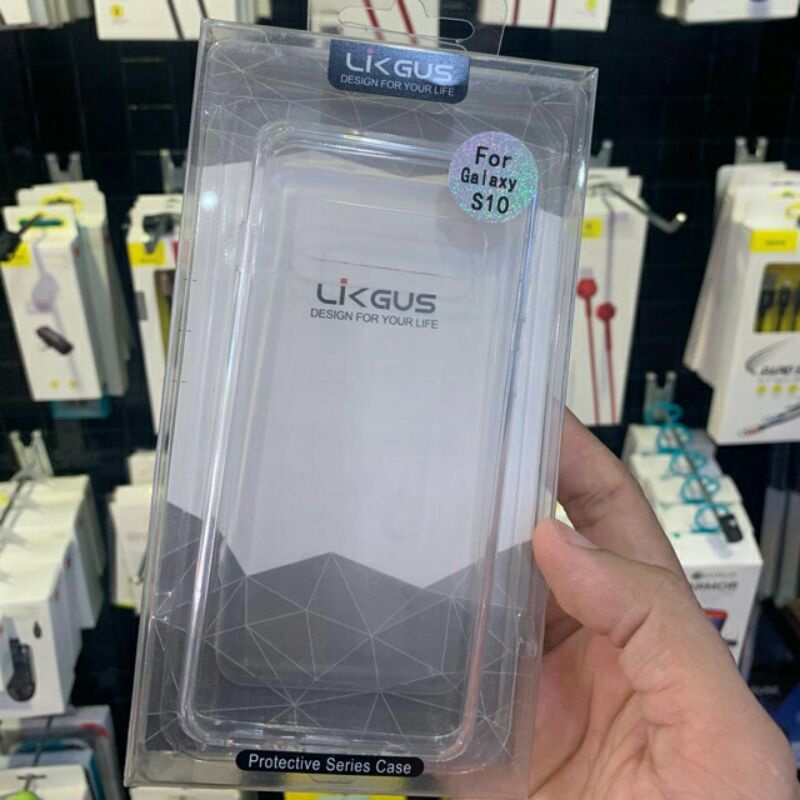 LIKGUS
DESIGN FOR YOUR LIFE
For
Galaxy
S10
LIKGUS
DESIGN FOR YOUR LIFE
Protective Series Case